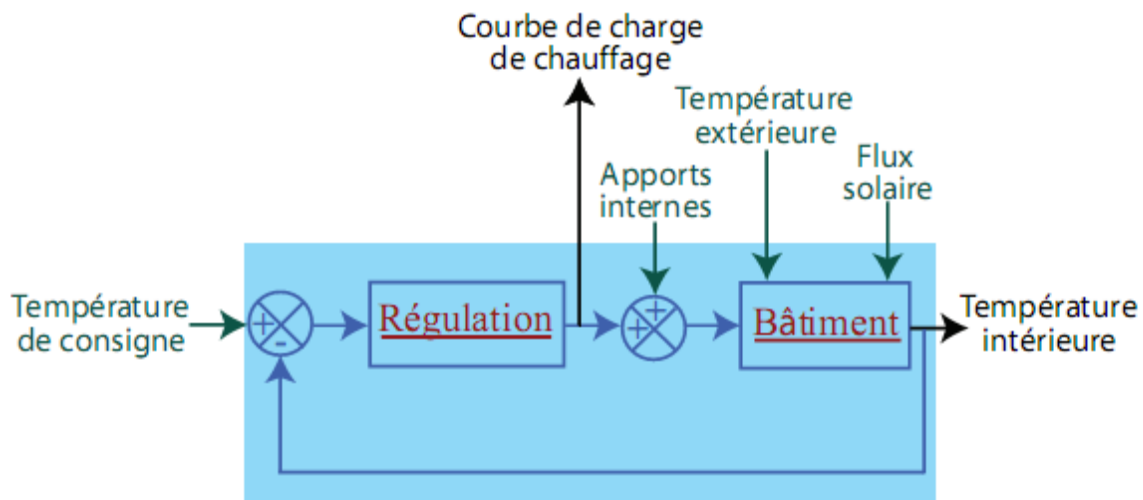 Courbe de charge
de chauffage
Température
extérieure
Flux
solaire
Apports
internes
Température
de consigne
+
-
Régulation
+
+
Bâtiment
Température
intérieure